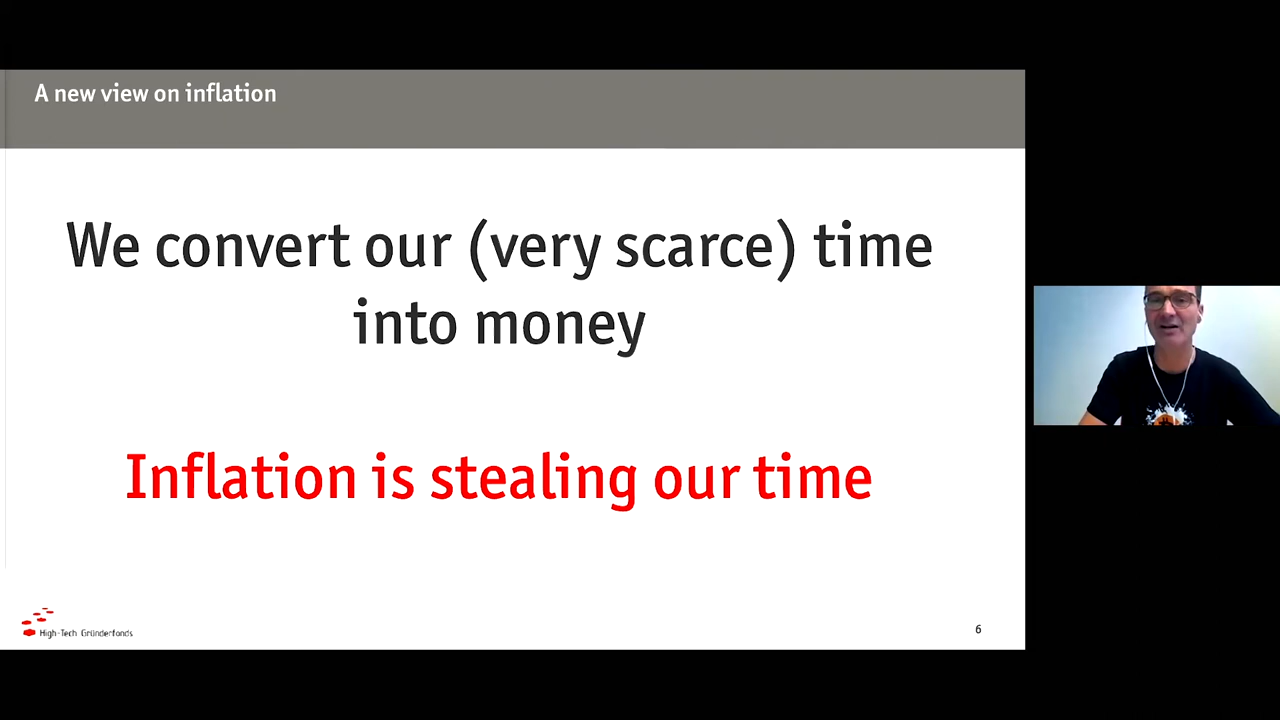 A new view on inflation
We convert our (very scarce) time
into money
Inflation is stealing our time
High-Tech Gründerfonds
6